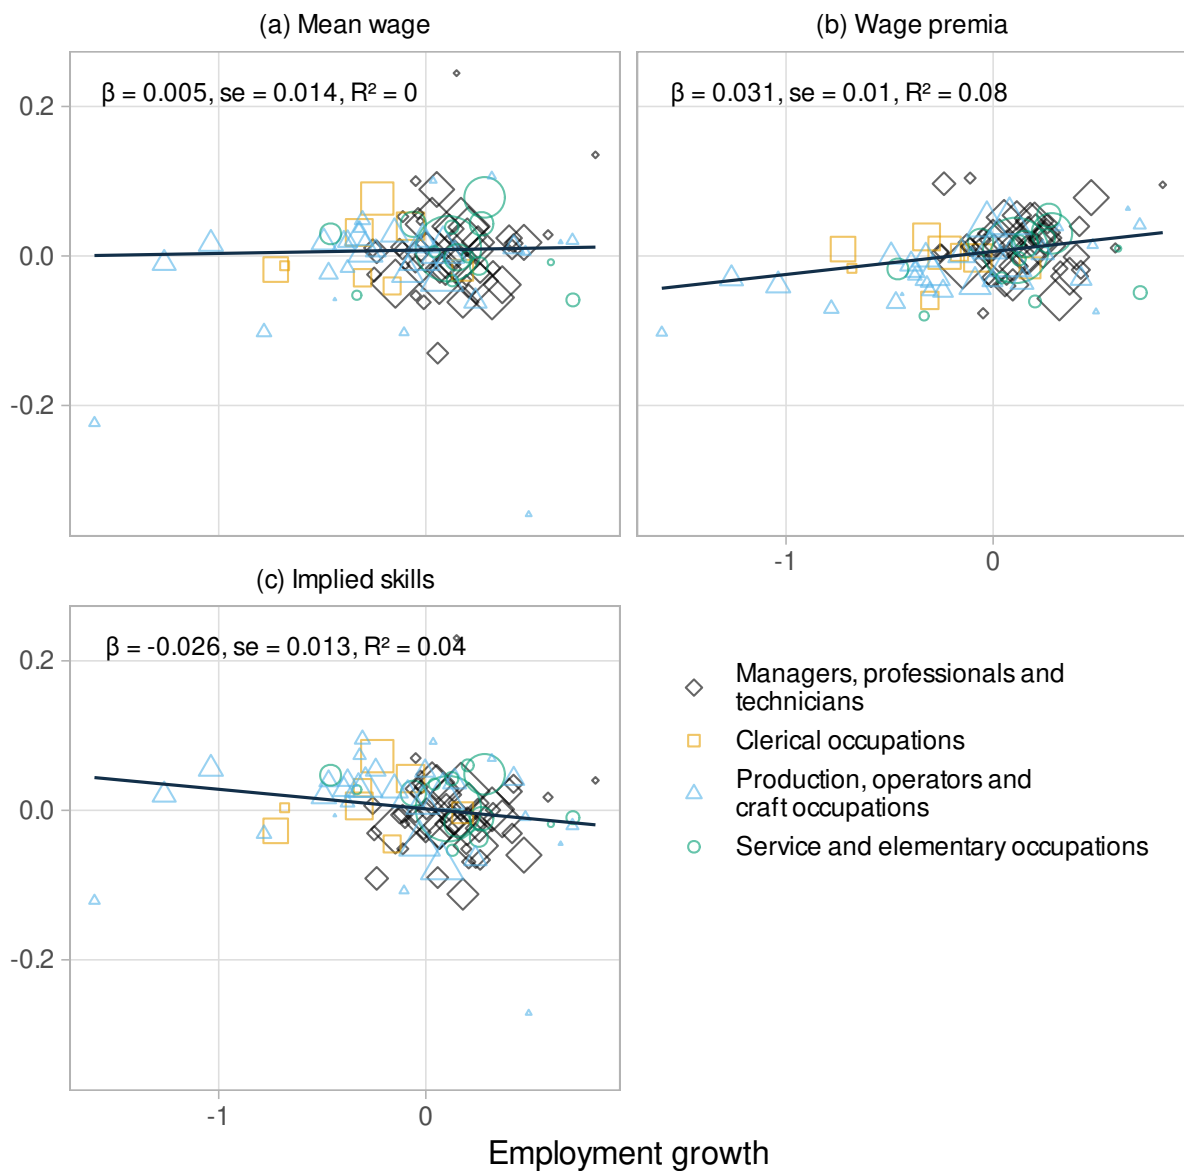 (a) Mean wage
(b) Wage premia
β = 0.005, se = 0.014, R² = 0
β = 0.031, se = 0.01, R² = 0.08
0.2
0.0
-0.2
-1
0
(c) Implied skills
β = -0.026, se = 0.013, R² = 0.04
0.2
0.0
-0.2
-1
0
Managers, professionals and
technicians
Clerical occupations
Production, operators and
craft occupations
Service and elementary occupations
Employment growth